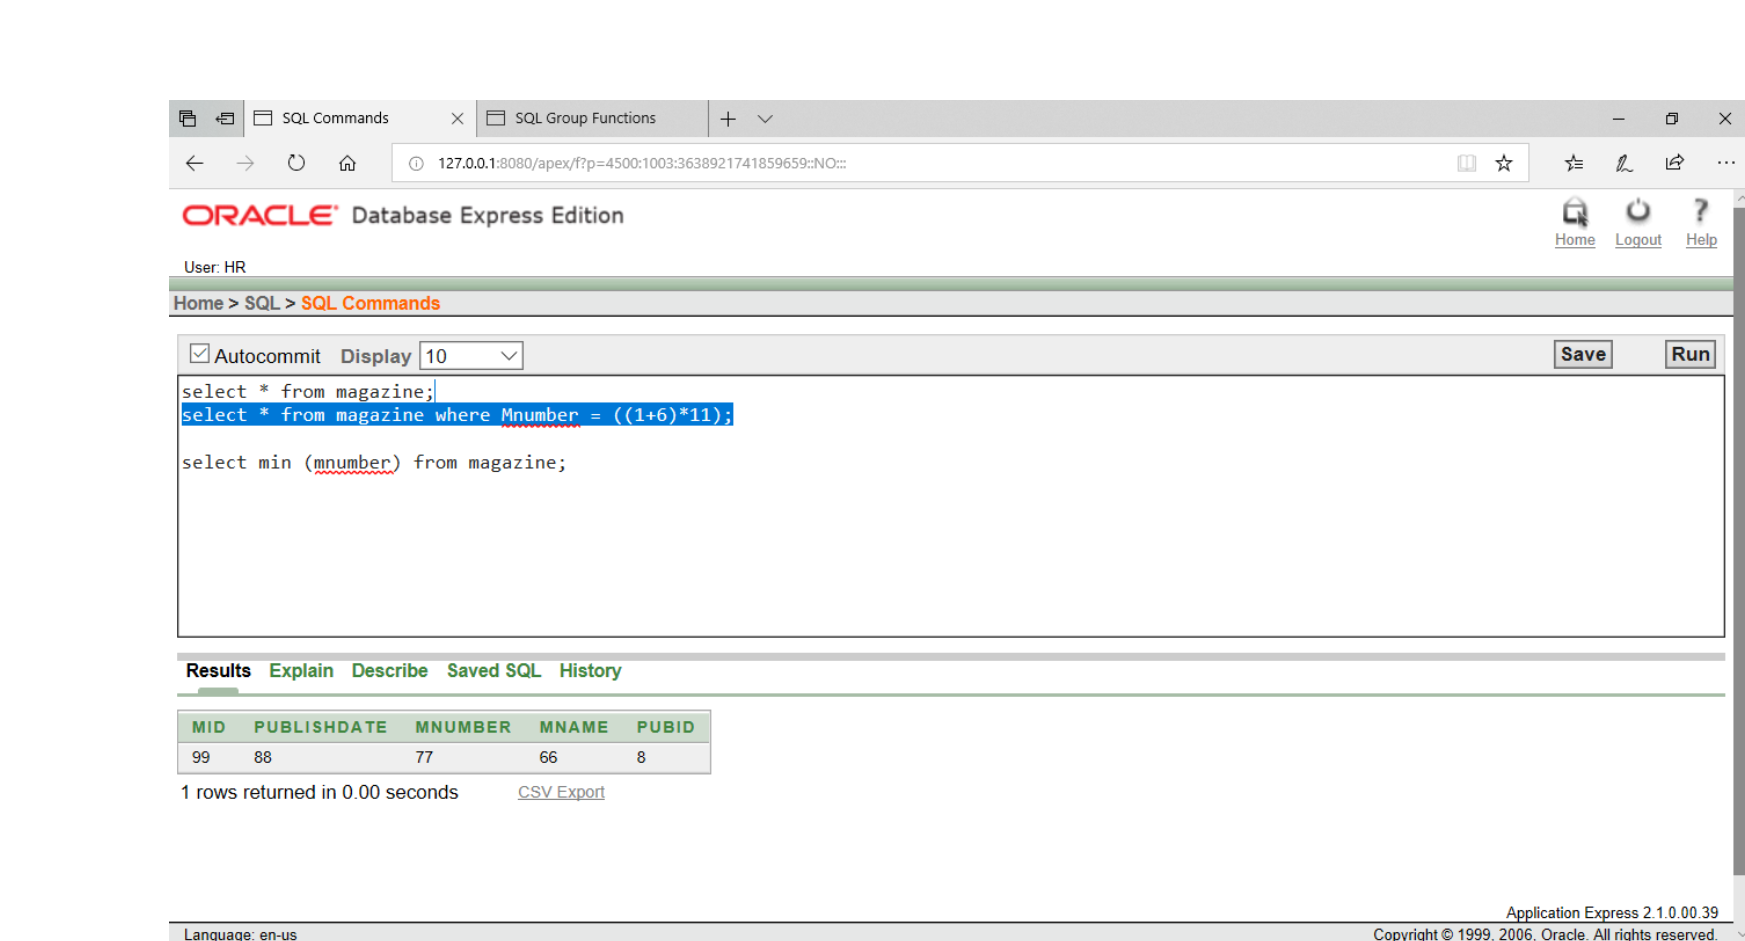 SQL Commands SQL Group Functions
127.0.0.1:8080/apex/f?p=4500:1003:3638921741859659::NO:::
ORACLE Database Express Edition
Home Logout Help
User: HR
Home > SQL > SQL Commands
Autocommit Display 10 Save Run
select * from magazine;
select * from magazine where Mnumber = ((1+6)*11);
select min (mnumber) from magazine;
Results Explain Describe Saved SQL History
MID PUBLISHDATE MNUMBER MNAME PUBID
99 88 77 66 8
1 rows returned in 0.00 seconds CSV Export
Application Express 2.1.0.00.39
Language: en-us Copyright © 1999, 2006, Oracle. All rights reserved.